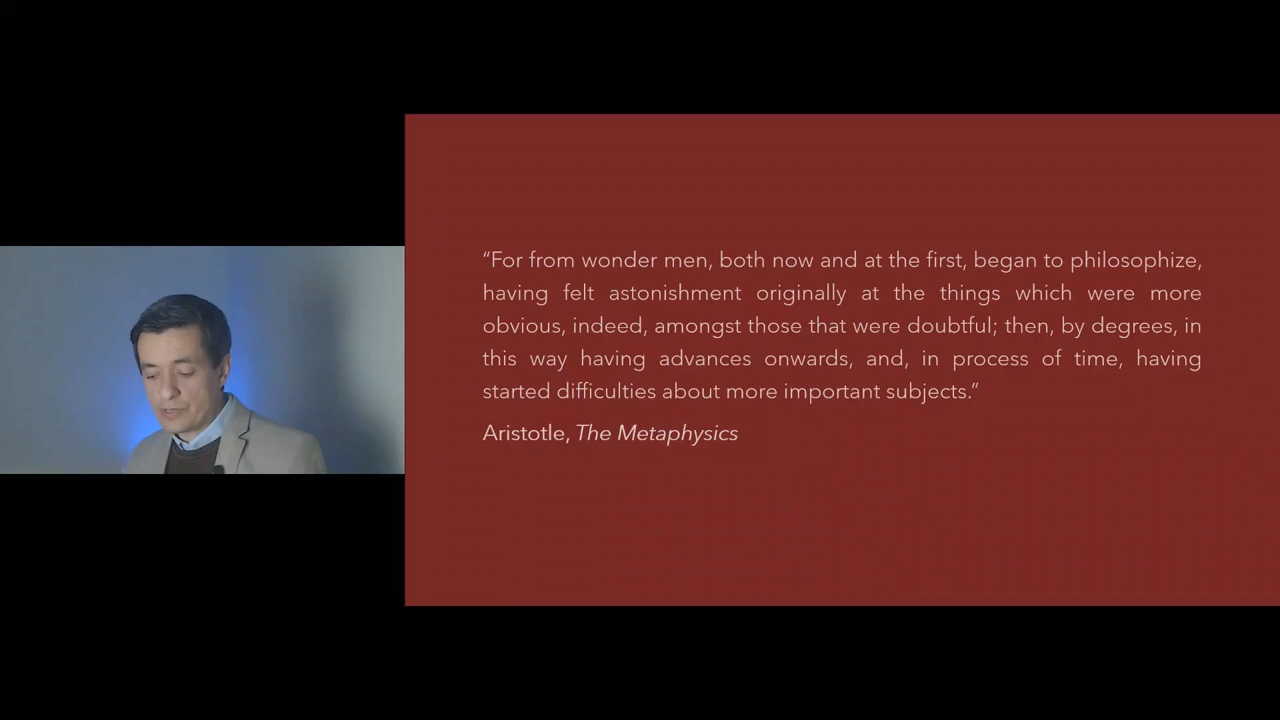 “For from wonder men, both now and at the first, began to philosophize,
having felt astonishment originally at the things which were more
obvious, indeed, amongst those that were doubtful; then, by degrees, in
this way having advances onwards, and, in process of time, having
started difficulties about more important subjects.”
Aristotle, The Metaphysics